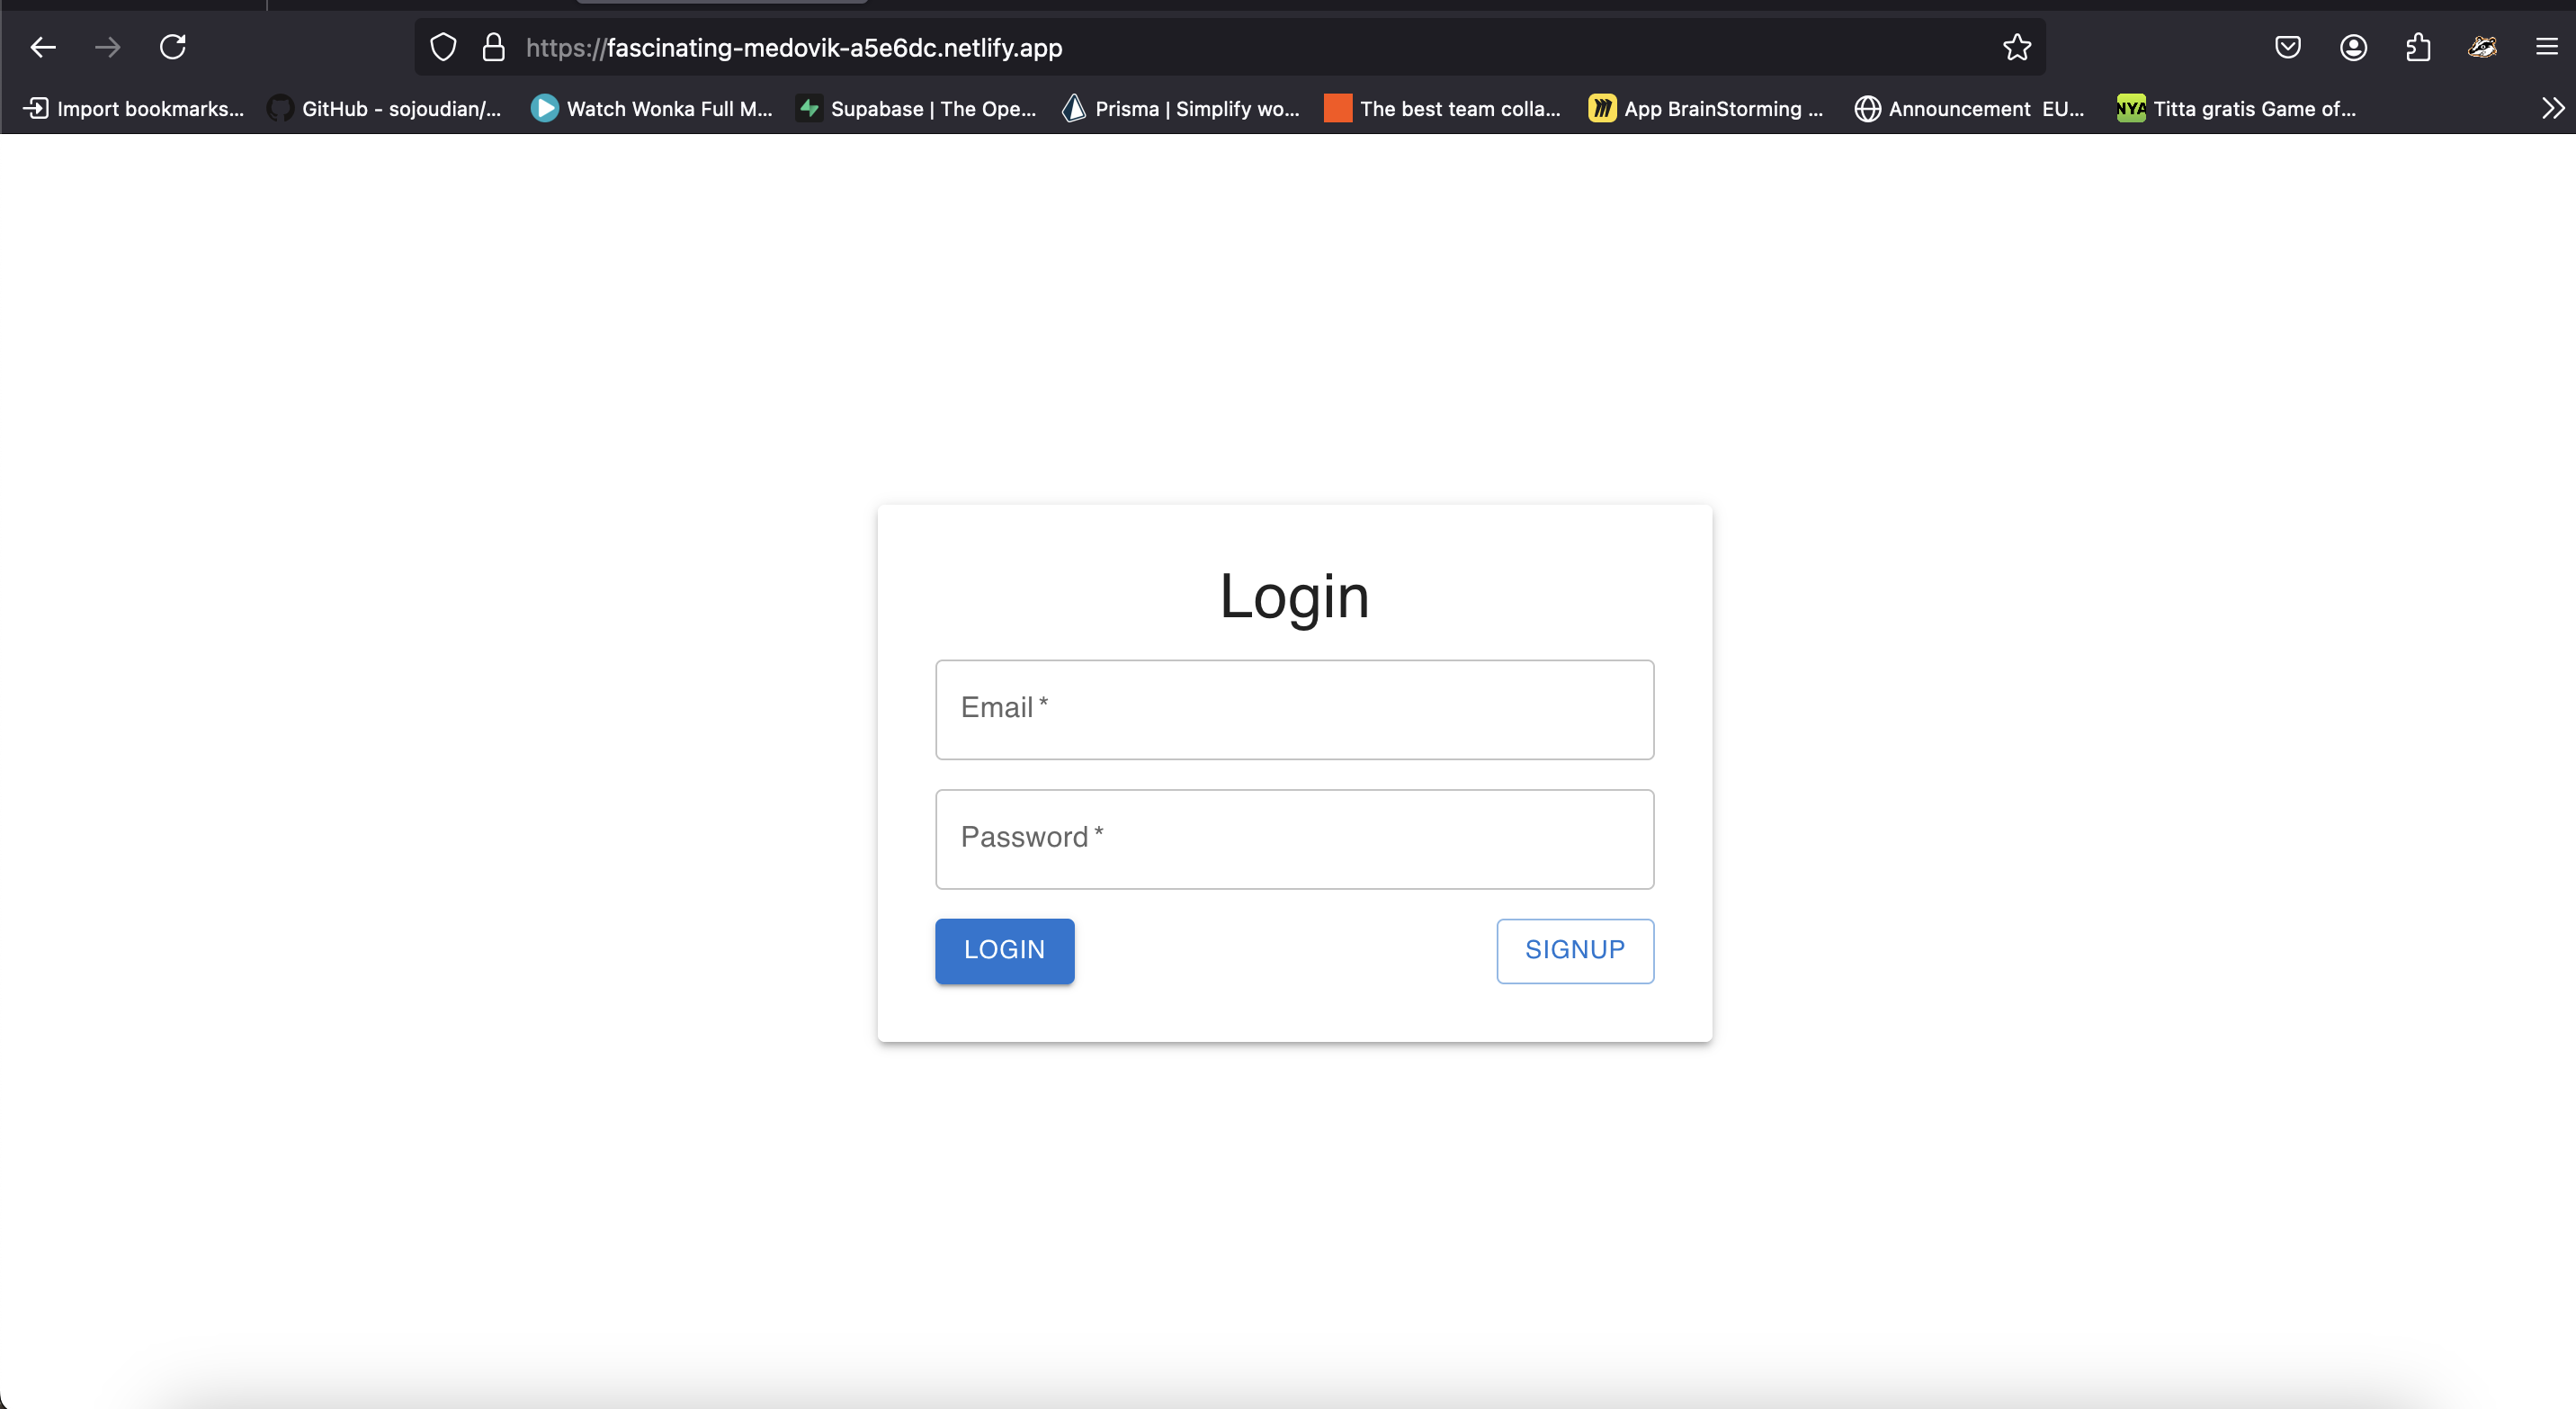 https://fascinating-medovik-a5e6dc.netlify.app
Import bookmarks... GitHub - sojoudian/... Watch Wonka Full M... Supabase | The Ope... Prisma | Simplify wo... The best team colla... App BrainStorming ... Announcement EU... NYA Titta gratis Game of...
Login
Email *
Password *
LOGIN SIGNUP